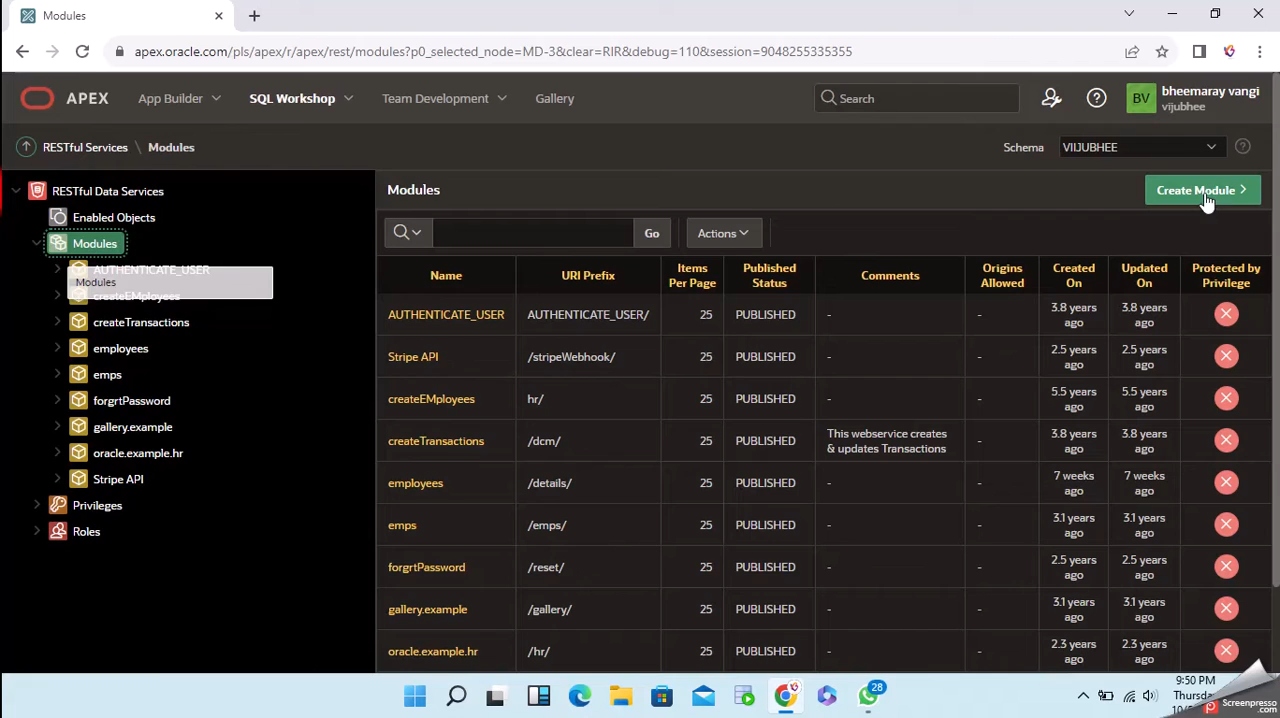 Modules
apex.oracle.com/pls/apex/r/apex/rest/modules?p0_selected_node=MD-3&clear=RIR&debug=110&session=9048255335355
APEX App Builder SQL Workshop Team Development Gallery Search BV bheemaray vangi
vijubhee
RESTful Services \ Modules Schema VIIJUBHEE
RESTful Data Services
Enabled Objects
Modules
AUTHENTICATE_USER
Modules
createEMployees
createTransactions
employees
emps
forgrtPassword
gallery.example
oracle.example.hr
Stripe API
Privileges
Roles
Modules Create Module
Go Actions
Name URI Prefix Items Per Page Published Status Comments Origins Allowed Created On Updated On Protected by Privilege
AUTHENTICATE_USER AUTHENTICATE_USER/ 25 PUBLISHED - - 3.8 years ago 3.8 years ago
Stripe API /stripeWebhook/ 25 PUBLISHED - - 2.5 years ago 2.5 years ago
createEMployees hr/ 25 PUBLISHED - - 5.5 years ago 5.5 years ago
createTransactions /dcm/ 25 PUBLISHED This webservice creates & updates Transactions - 3.8 years ago 3.8 years ago
employees /details/ 25 PUBLISHED - - 7 weeks ago 7 weeks ago
emps /emps/ 25 PUBLISHED - - 3.1 years ago 3.1 years ago
forgrtPassword /reset/ 25 PUBLISHED - - 2.5 years ago 2.5 years ago
gallery.example /gallery/ 25 PUBLISHED - - 3.1 years ago 3.1 years ago
oracle.example.hr /hr/ 25 PUBLISHED - - 2.3 years ago 2.3 years ago
28
9:50 PM
Thursda
Screenpresso
.com